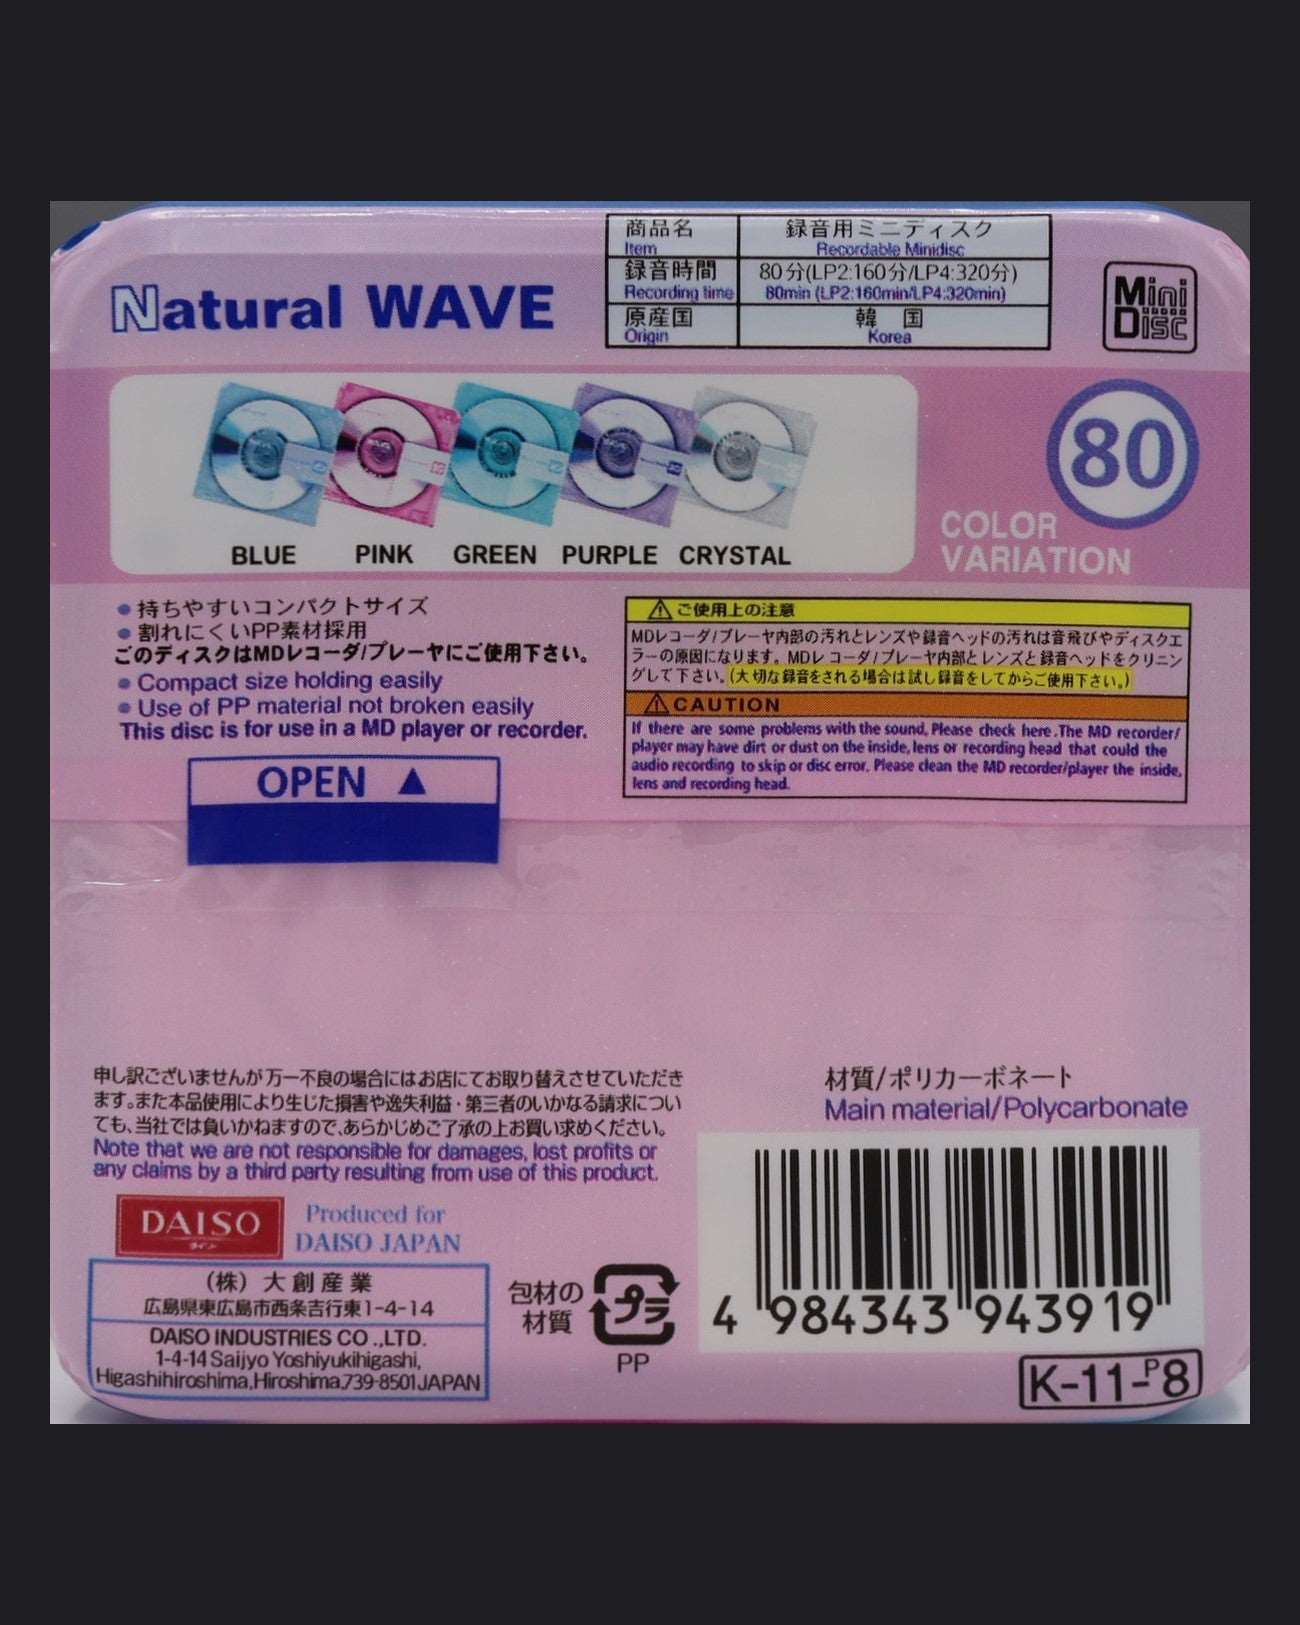 Natural WAVE
商品名 録音用ミニディスク
Item Recordable Minidisc
録音時間 80分(LP2:160分/LP4:320分)
Recording time 80min (LP2:160min/LP4:320min)
原産国 韓 国
Origin Korea
Mini
Disc
80
COLOR
VARIATION
BLUE PINK GREEN PURPLE CRYSTAL
●持ちやすいコンパクトサイズ
●割れにくいPP素材採用
このディスクはMDレコーダ/プレーヤにご使用下さい。
●Compact size holding easily
●Use of PP material not broken easily
This disc is for use in a MD player or recorder.
⚠ご使用上の注意
MDレコーダ/プレーヤ内部の汚れとレンズや録音ヘッドの汚れは音飛びやディスクエ
ラーの原因になります。MDレコーダ/プレーヤ内部とレンズと録音ヘッドをクリニン
グして下さい。(大切な録音をされる場合は試し録音をしてからご使用下さい。)
⚠CAUTION
If there are some problems with the sound, Please check here.The MD recorder/
player may have dirt or dust on the inside, lens or recording head that could the
audio recording to skip or disc error. Please clean the MD recorder/player the inside,
lens and recording head.
OPEN ▲
申し訳ございませんが万一不良の場合にはお店にてお取り替えさせていただき
ます。また本品使用により生じた損害や逸失利益・第三者のいかなる請求につい
ても、当社では負いかねますので、あらかじめご了承の上お買い求めください。
Note that we are not responsible for damages, lost profits or
any claims by a third party resulting from use of this product.
材質/ポリカーボネート
Main material/Polycarbonate
DAISO
ダイソー
Produced for
DAISO JAPAN
(株) 大創産業
広島県東広島市西条吉行東1-4-14
DAISO INDUSTRIES CO.,LTD.
1-4-14 Saijyo Yoshiyukihigashi,
Higashihiroshima,Hiroshima,739-8501JAPAN
包材の
材質
プラ
PP
4 984343 943919
K-11-P8